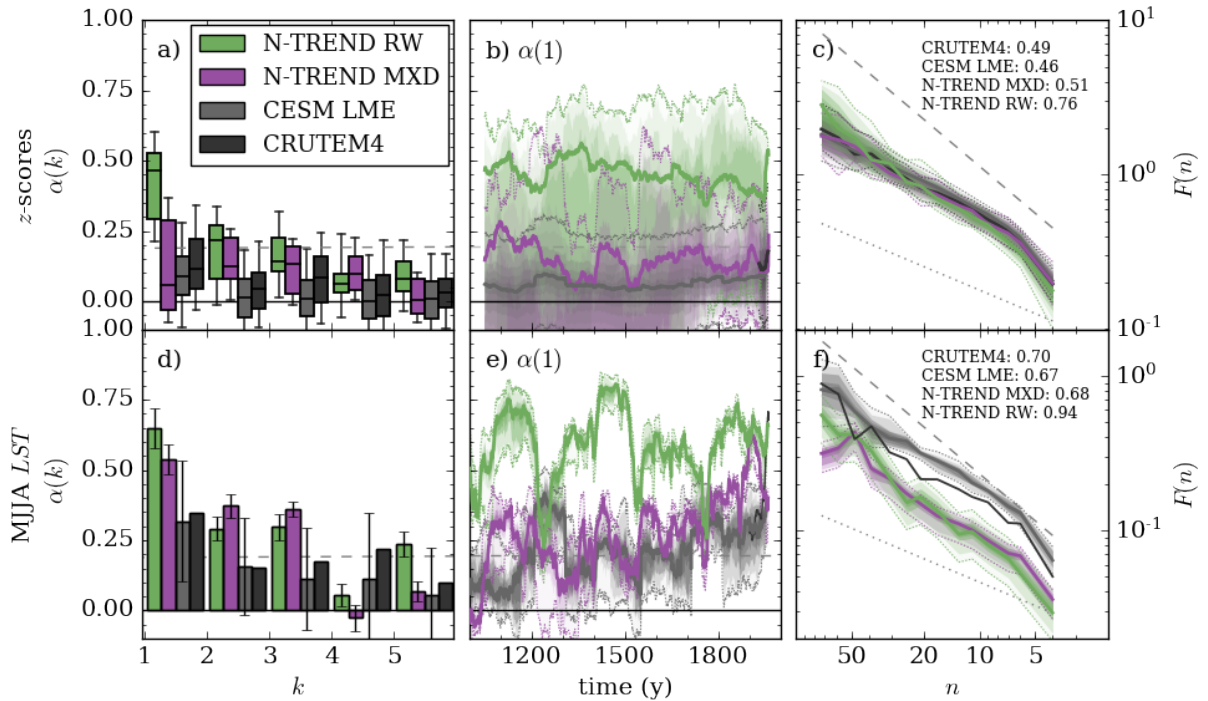 1.00
0.75
0.50
0.25
0.00
z-scores
α(k)
a)
N-TREND RW
N-TREND MXD
CESM LME
CRUTEM4
b) α(1)
c)
CRUTEM4: 0.49
CESM LME: 0.46
N-TREND MXD: 0.51
N-TREND RW: 0.76
10¹
10⁰
10⁻¹
F(n)
1.00
0.75
0.50
0.25
0.00
MJJA LST
α(k)
d)
1 2 3 4 5
k
e) α(1)
1200 1500 1800
time (y)
f)
CRUTEM4: 0.70
CESM LME: 0.67
N-TREND MXD: 0.68
N-TREND RW: 0.94
10⁰
10⁻¹
F(n)
50 20 10 5
n